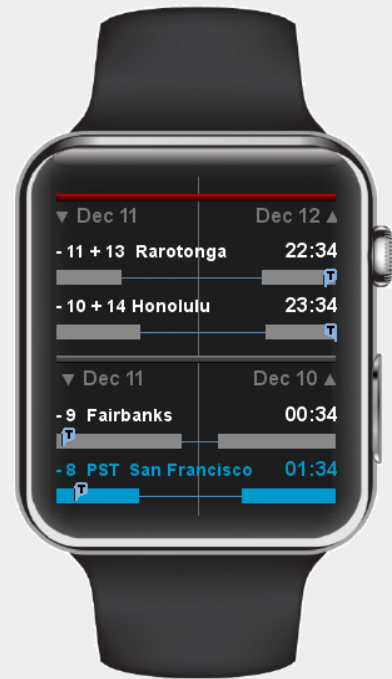 ▼ Dec 11 Dec 12 ▲
- 11 + 13 Rarotonga 22:34
T
- 10 + 14 Honolulu 23:34
T
▼ Dec 11 Dec 10 ▲
- 9 Fairbanks 00:34
T
- 8 PST San Francisco 01:34
T